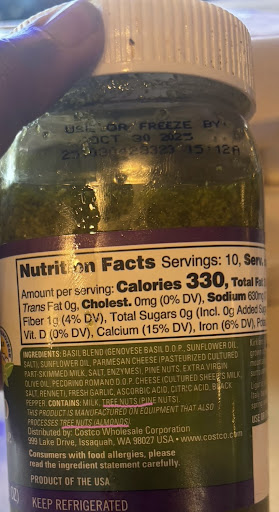 USE OR FREEZE BY:
OCT 30 2025
15:12A
Nutrition Facts Servings: 10, Serv.
Amount per serving: Calories 330, Total Fat
Trans Fat 0g, Cholest. 0mg (0% DV), Sodium 630mg
Fiber 1g (4% DV), Total Sugars 0g (Incl. 0g Added Sugar
Vit. D (0% DV), Calcium (15% DV), Iron (6% DV),
INGREDIENTS: BASIL BLEND (GENOVESE BASIL D.O.P., SUNFLOWER OIL,
SALT), SUNFLOWER OIL, PARMESAN CHEESE (PASTEURIZED CULTURED
PART-SKIMMED MILK, SALT, ENZYMES), PINE NUTS, EXTRA VIRGIN
OLIVE OIL, PECORINO ROMANO D.O.P. CHEESE (CULTURED SHEEP'S MILK,
SALT, RENNET), FRESH GARLIC, ASCORBIC ACID, CITRIC ACID, BLACK
PEPPER. CONTAINS: MILK, TREE NUTS (PINE NUTS).
THIS PRODUCT IS MANUFACTURED ON EQUIPMENT THAT ALSO
PROCESSES TREE NUTS (ALMONDS).
Distributed by: Costco Wholesale Corporation
999 Lake Drive, Issaquah, WA 98027 USA • www.costco.com
Consumers with food allergies, please
read the ingredient statement carefully.
PRODUCT OF THE USA
KEEP REFRIGERATED